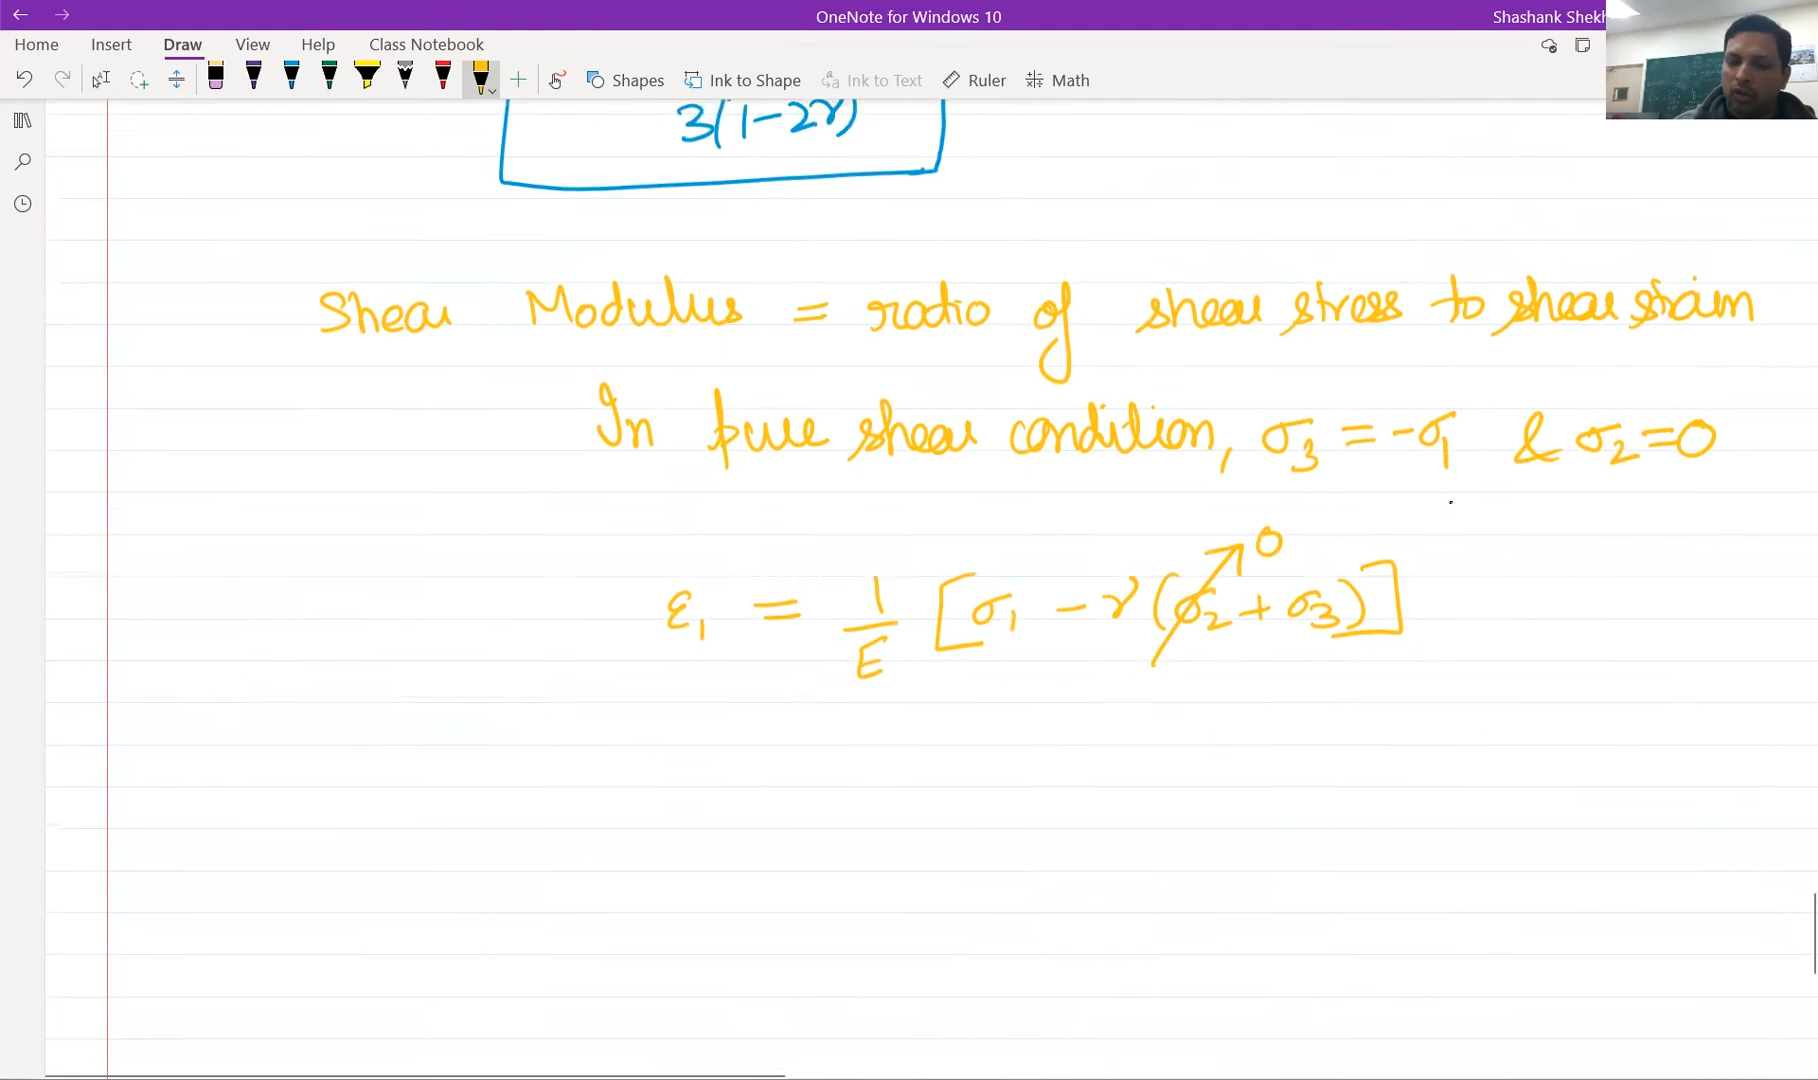 OneNote for Windows 10
Shashank Shekh
Home Insert Draw View Help Class Notebook
Shapes Ink to Shape Ink to Text Ruler Math
3(1-2ν)
Shear Modulus = ratio of shear stress to shear strain
In pure shear condition, σ3 = -σ1 & σ2=0
0
ε1 = 1/E [σ1 - ν(σ2 + σ3)]